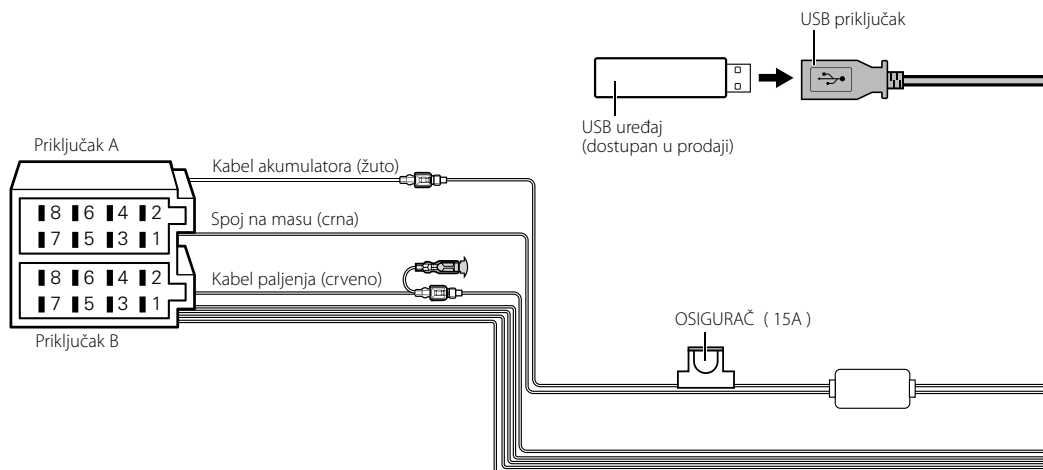 USB priključak
USB uređaj
(dostupan u prodaji)
Priključak A
Kabel akumulatora (žuto)
8 6 4 2
7 5 3 1
Spoj na masu (crna)
8 6 4 2
7 5 3 1
Kabel paljenja (crveno)
Priključak B
OSIGURAČ ( 15A )